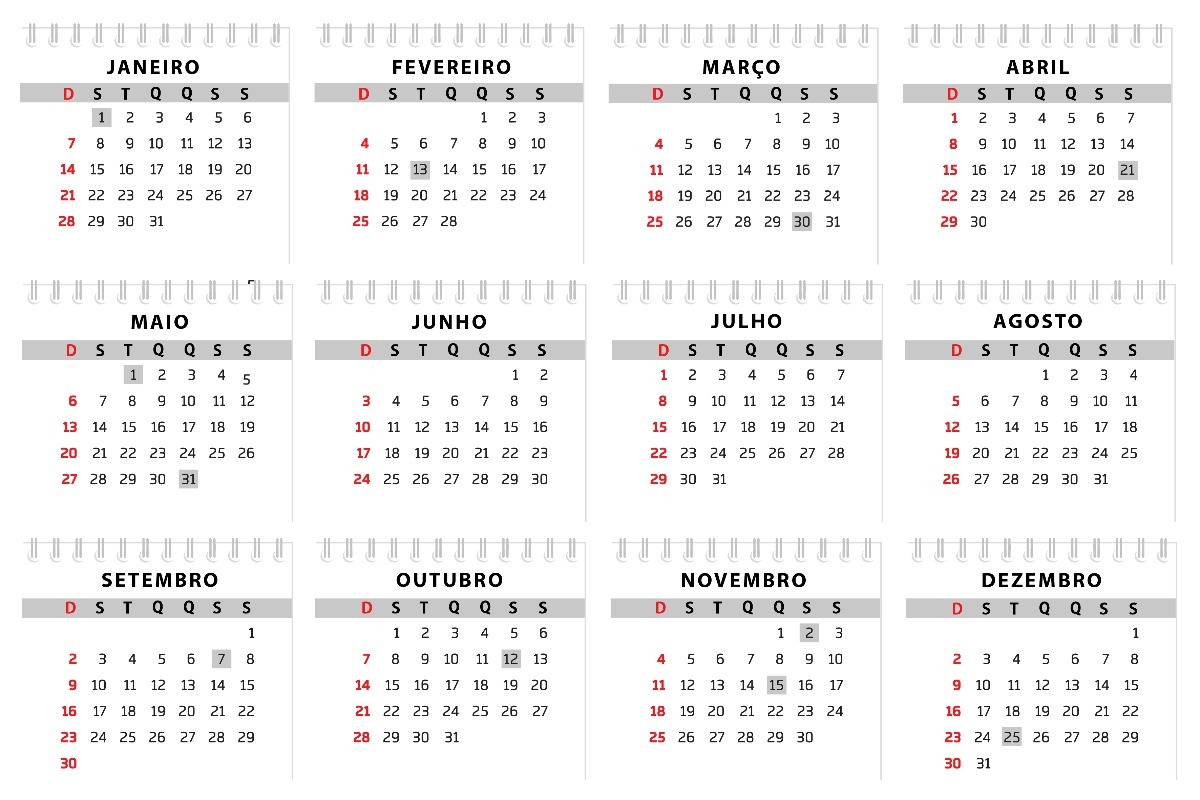 JANEIRO
D S T Q Q S S
1 2 3 4 5 6
7 8 9 10 11 12 13
14 15 16 17 18 19 20
21 22 23 24 25 26 27
28 29 30 31
FEVEREIRO
D S T Q Q S S
1 2 3
4 5 6 7 8 9 10
11 12 13 14 15 16 17
18 19 20 21 22 23 24
25 26 27 28
MARÇO
D S T Q Q S S
1 2 3
4 5 6 7 8 9 10
11 12 13 14 15 16 17
18 19 20 21 22 23 24
25 26 27 28 29 30 31
ABRIL
D S T Q Q S S
1 2 3 4 5 6 7
8 9 10 11 12 13 14
15 16 17 18 19 20 21
22 23 24 25 26 27 28
29 30
MAIO
D S T Q Q S S
1 2 3 4 5
6 7 8 9 10 11 12
13 14 15 16 17 18 19
20 21 22 23 24 25 26
27 28 29 30 31
JUNHO
D S T Q Q S S
1 2
3 4 5 6 7 8 9
10 11 12 13 14 15 16
17 18 19 20 21 22 23
24 25 26 27 28 29 30
JULHO
D S T Q Q S S
1 2 3 4 5 6 7
8 9 10 11 12 13 14
15 16 17 18 19 20 21
22 23 24 25 26 27 28
29 30 31
AGOSTO
D S T Q Q S S
1 2 3 4
5 6 7 8 9 10 11
12 13 14 15 16 17 18
19 20 21 22 23 24 25
26 27 28 29 30 31
SETEMBRO
D S T Q Q S S
1
2 3 4 5 6 7 8
9 10 11 12 13 14 15
16 17 18 19 20 21 22
23 24 25 26 27 28 29
30
OUTUBRO
D S T Q Q S S
1 2 3 4 5 6
7 8 9 10 11 12 13
14 15 16 17 18 19 20
21 22 23 24 25 26 27
28 29 30 31
NOVEMBRO
D S T Q Q S S
1 2 3
4 5 6 7 8 9 10
11 12 13 14 15 16 17
18 19 20 21 22 23 24
25 26 27 28 29 30
DEZEMBRO
D S T Q Q S S
1
2 3 4 5 6 7 8
9 10 11 12 13 14 15
16 17 18 19 20 21 22
23 24 25 26 27 28 29
30 31